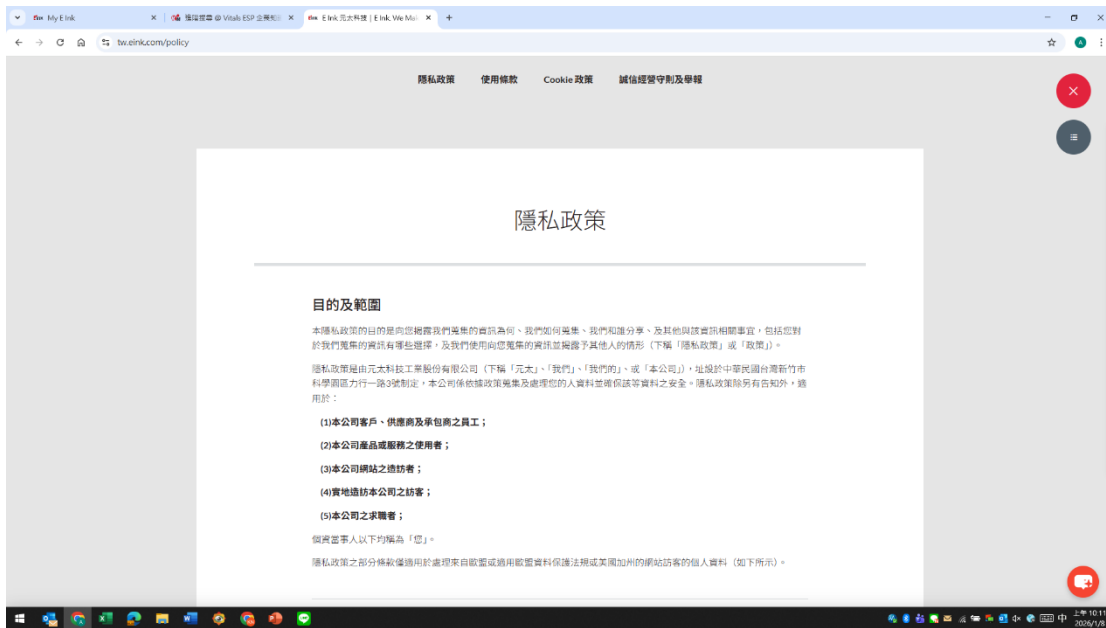 My E Ink
進階搜尋 @ Vitals ESP 企業知
E Ink 元太科技 | E Ink, We Mal
tw.eink.com/policy
隱私政策 使用條款 Cookie 政策 誠信經營守則及舉報
隱私政策
目的及範圍
本隱私政策的目的是向您揭露我們蒐集的資訊為何、我們如何蒐集、我們和誰分享、及其他與該資訊相關事宜，包括您對
於我們蒐集的資訊有哪些選擇，及我們使用向您蒐集的資訊並揭露予其他人的情形（下稱「隱私政策」或「政策」）。
隱私政策是由元太科技工業股份有限公司（下稱「元太」、「我們」、「我們的」、或「本公司」），址設於中華民國台灣新竹市
科學園區力行一路3號制定，本公司係依據政策蒐集及處理您的人資料並確保該等資料之安全。隱私政策除另有告知外，適
用於：
(1)本公司客戶、供應商及承包商之員工；
(2)本公司產品或服務之使用者；
(3)本公司網站之造訪者；
(4)實地造訪本公司之訪客；
(5)本公司之求職者；
個資當事人以下均稱為「您」。
隱私政策之部分條款僅適用於處理來自歐盟或適用歐盟資料保護法規或美國加州的網站訪客的個人資料（如下所示）。
中
上午 10:11
2026/1/8